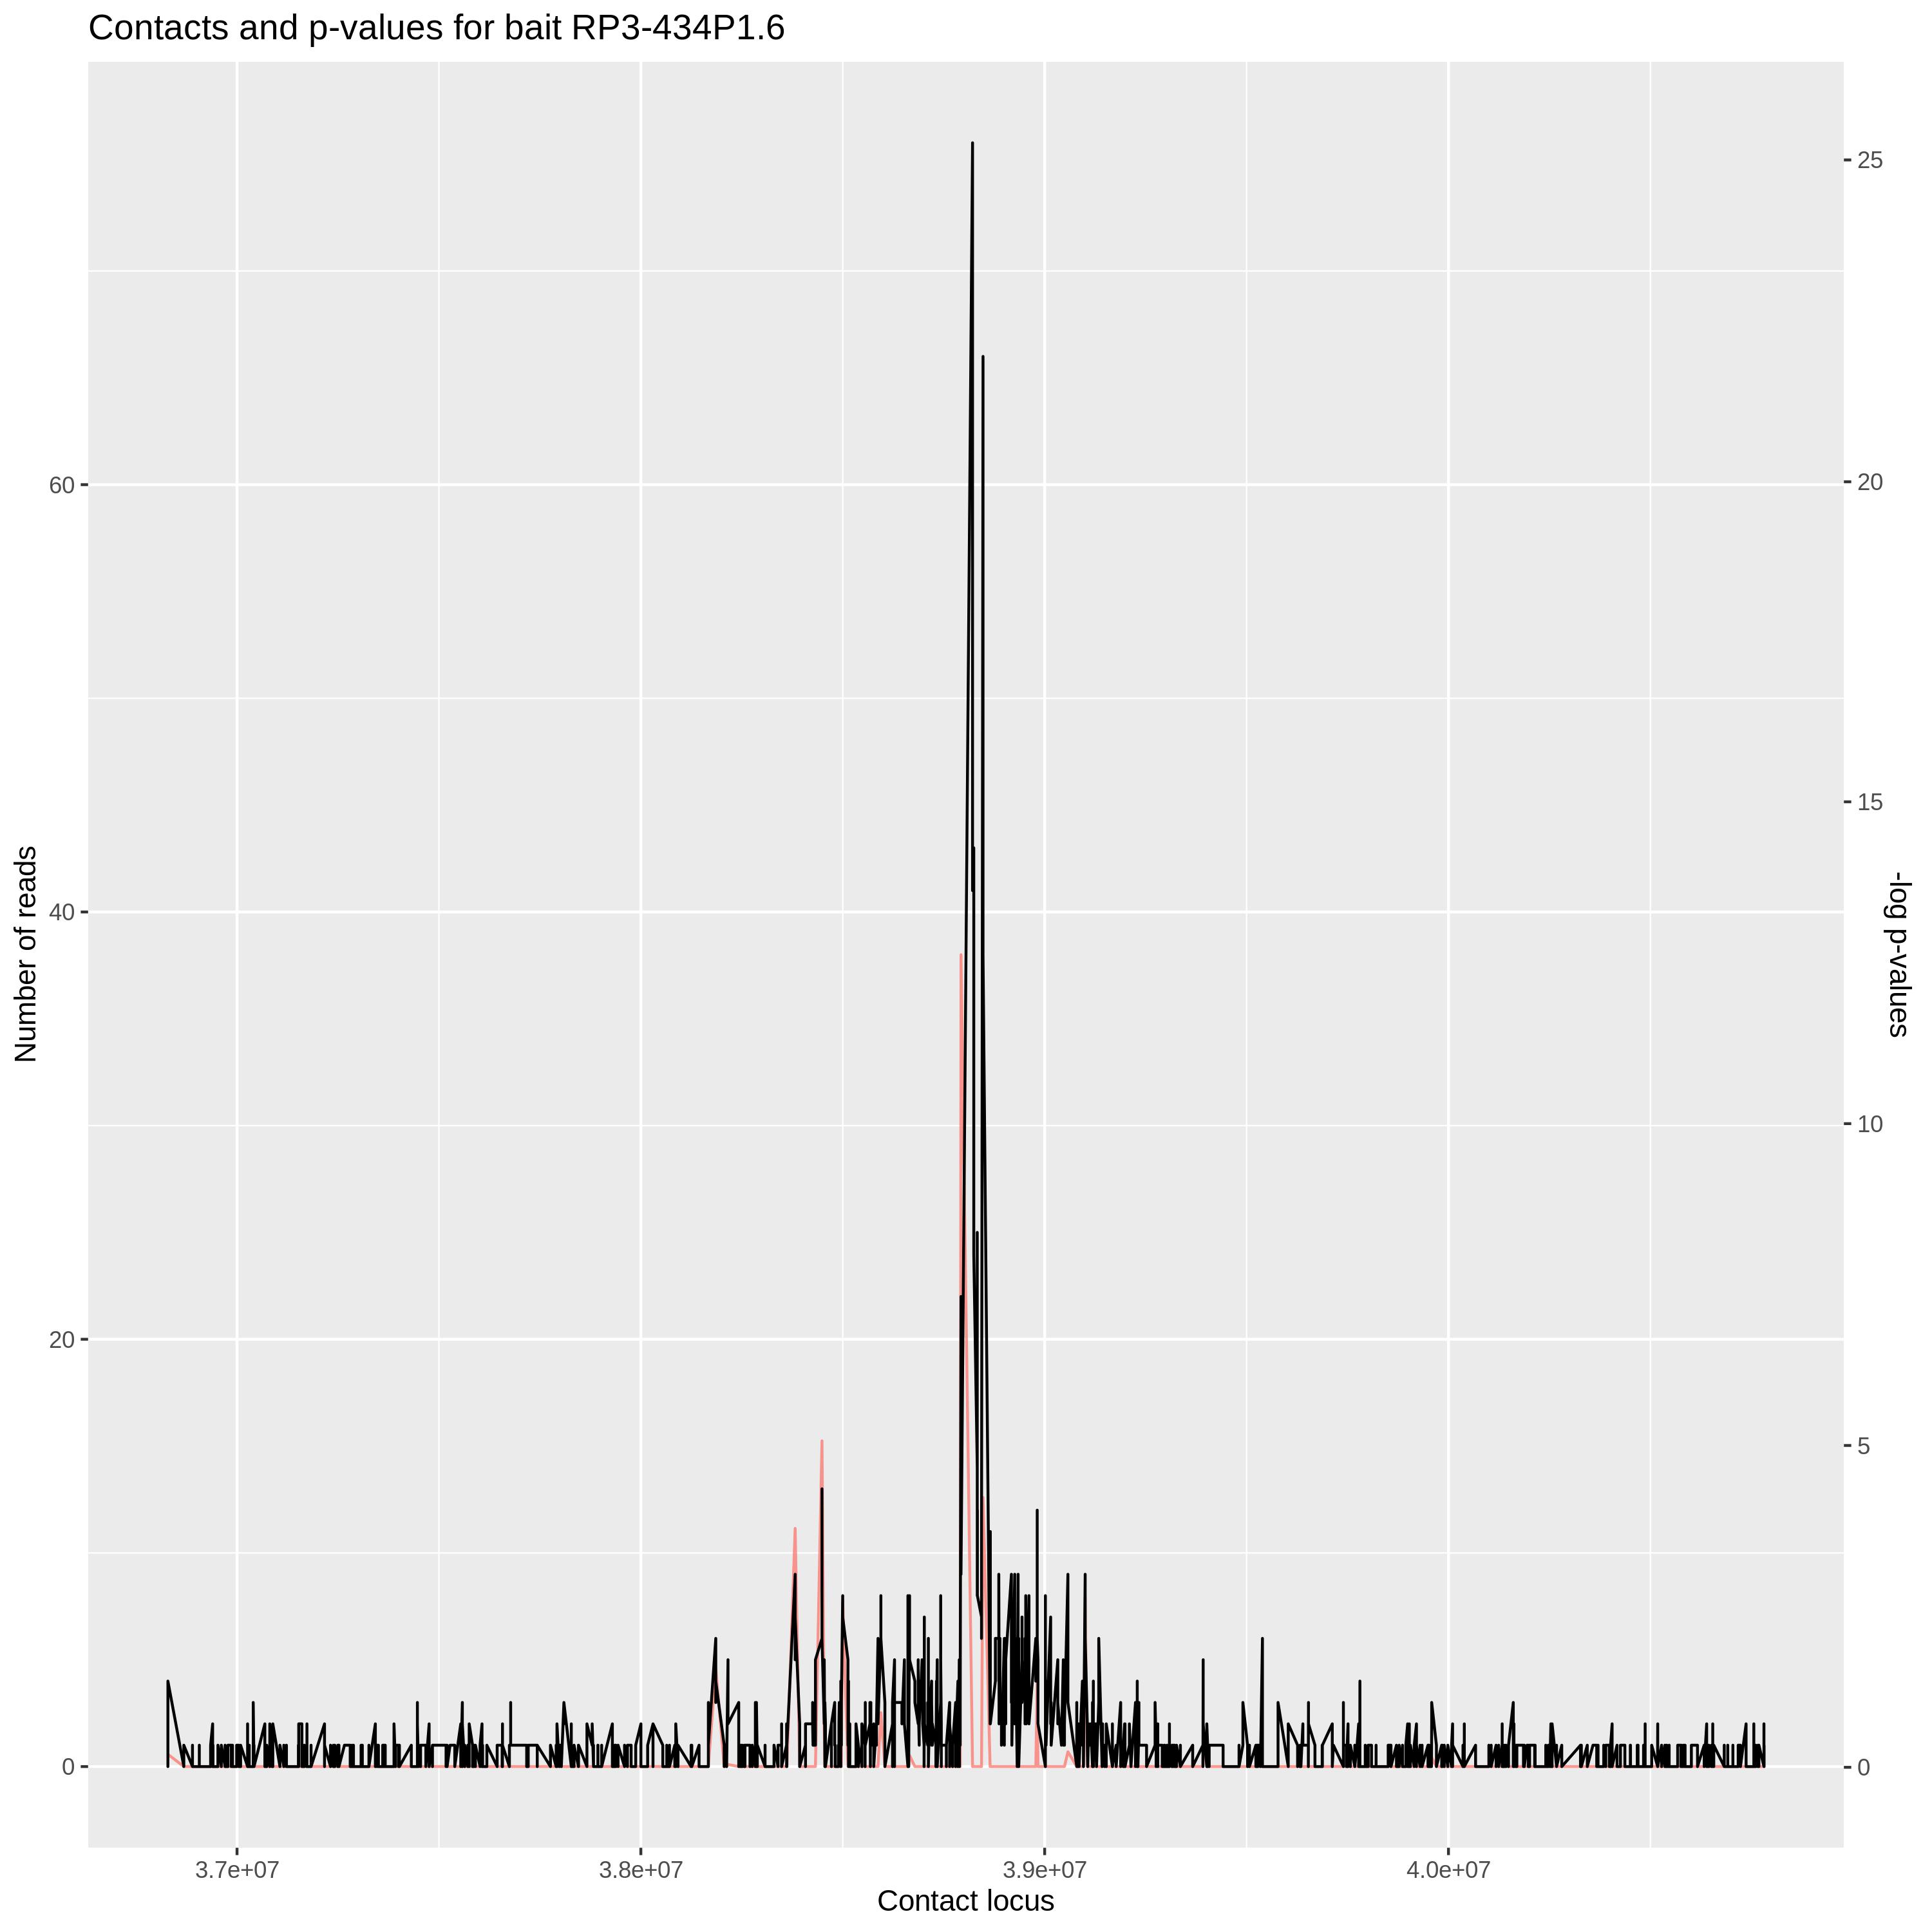 Contacts and p-values for bait RP3-434P1.6
Number of reads
60
40
20
0
25
20
15
10
5
0
-log p-values
3.7e+07 3.8e+07 3.9e+07 4.0e+07
Contact locus